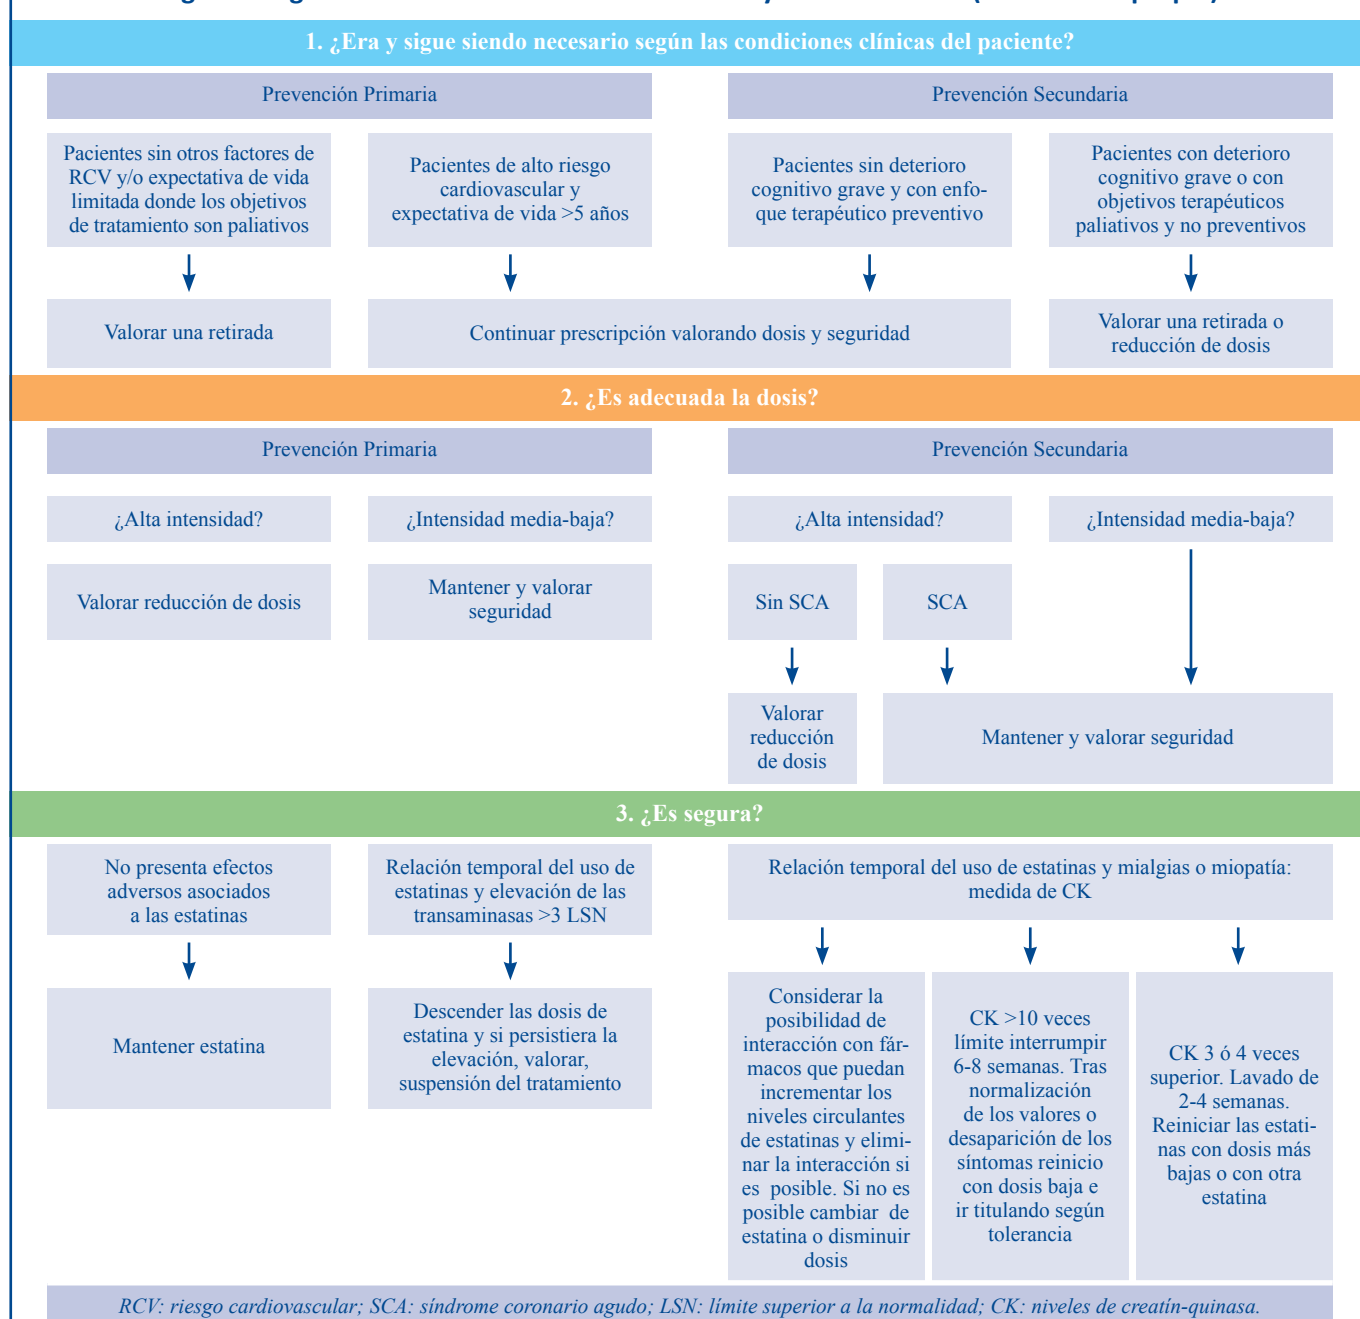 1. ¿Era y sigue siendo necesario según las condiciones clínicas del paciente?
Prevención Primaria
Prevención Secundaria
Pacientes sin otros factores de
RCV y/o expectativa de vida
limitada donde los objetivos
de tratamiento son paliativos
Pacientes de alto riesgo
cardiovascular y
expectativa de vida >5 años
Pacientes sin deterioro
cognitivo grave y con enfo-
que terapéutico preventivo
Pacientes con deterioro
cognitivo grave o con
objetivos terapéuticos
paliativos y no preventivos
Valorar una retirada
Continuar prescripción valorando dosis y seguridad
Valorar una retirada o
reducción de dosis
2. ¿Es adecuada la dosis?
Prevención Primaria
Prevención Secundaria
¿Alta intensidad?
¿Intensidad media-baja?
¿Alta intensidad?
¿Intensidad media-baja?
Valorar reducción de dosis
Mantener y valorar
seguridad
Sin SCA
SCA
Valorar
reducción
de dosis
Mantener y valorar seguridad
3. ¿Es segura?
No presenta efectos
adversos asociados
a las estatinas
Relación temporal del uso de
estatinas y elevación de las
transaminasas >3 LSN
Relación temporal del uso de estatinas y mialgias o miopatía:
medida de CK
Mantener estatina
Descender las dosis de
estatina y si persistiera la
elevación, valorar,
suspensión del tratamiento
Considerar la
posibilidad de
interacción con fár-
macos que puedan
incrementar los
niveles circulantes
de estatinas y elimi-
nar la interacción si
es posible. Si no es
posible cambiar de
estatina o disminuir
dosis
CK >10 veces
límite interrumpir
6-8 semanas. Tras
normalización
de los valores o
desaparición de los
síntomas reinicio
con dosis baja e
ir titulando según
tolerancia
CK 3 ó 4 veces
superior. Lavado de
2-4 semanas.
Reiniciar las estati-
nas con dosis más
bajas o con otra
estatina
RCV: riesgo cardiovascular; SCA: síndrome coronario agudo; LSN: límite superior a la normalidad; CK: niveles de creatín-quinasa.